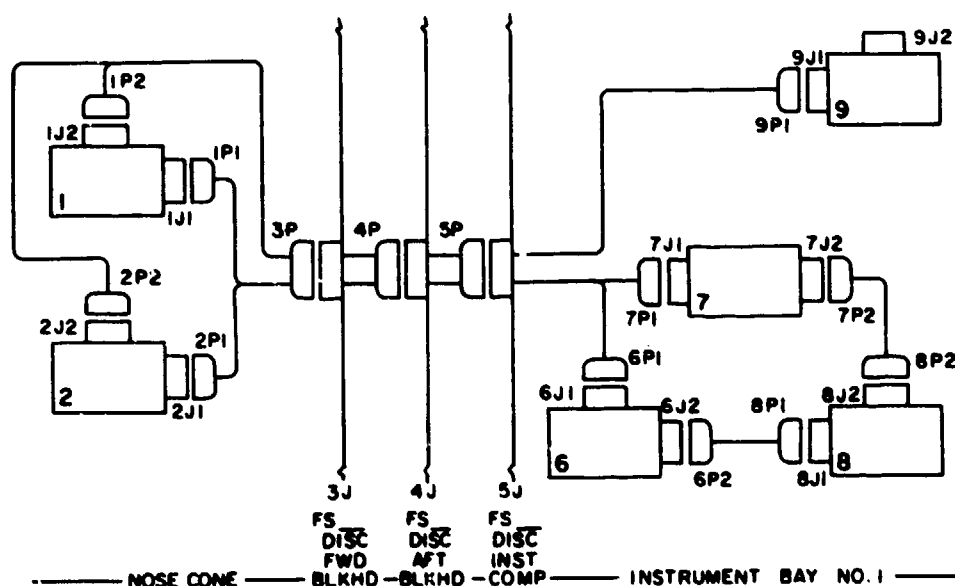 1P2
1J2
1P1
1
1J1
2P2
2J2
2P1
2
2J1
3P
4P
5P
9J2
9J1
9
9P1
7J1
7J2
7
7P1
7P2
6P1
8P2
6J1
6J2
8P1
8J2
6
8
6P2
8J1
3J
4J
5J
FS
DISC
FWD
BLKHD
FS
DISC
AFT
BLKHD
FS
DISC
INST
COMP
NOSE CONE
INSTRUMENT BAY NO. 1